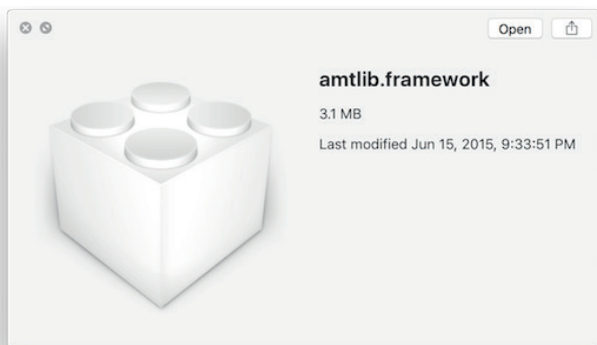 Open
amtlib.framework
3.1 MB
Last modified Jun 15, 2015, 9:33:51 PM